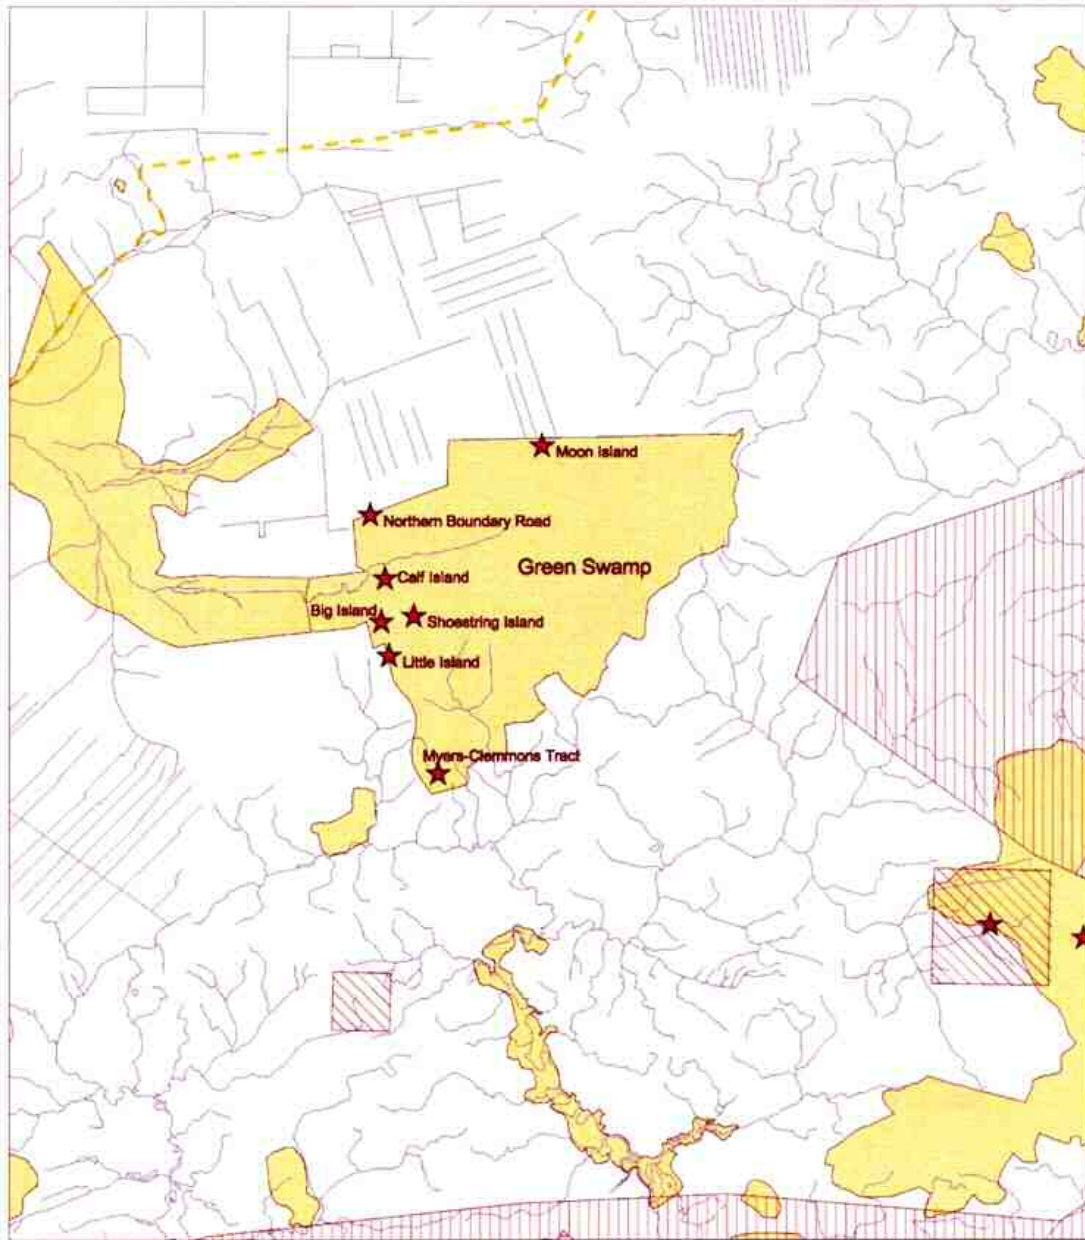 Moon Island
Northern Boundary Road
Green Swamp
Calf Island
Big Island
Shoestring Island
Little Island
Myers-Clemmons Tract